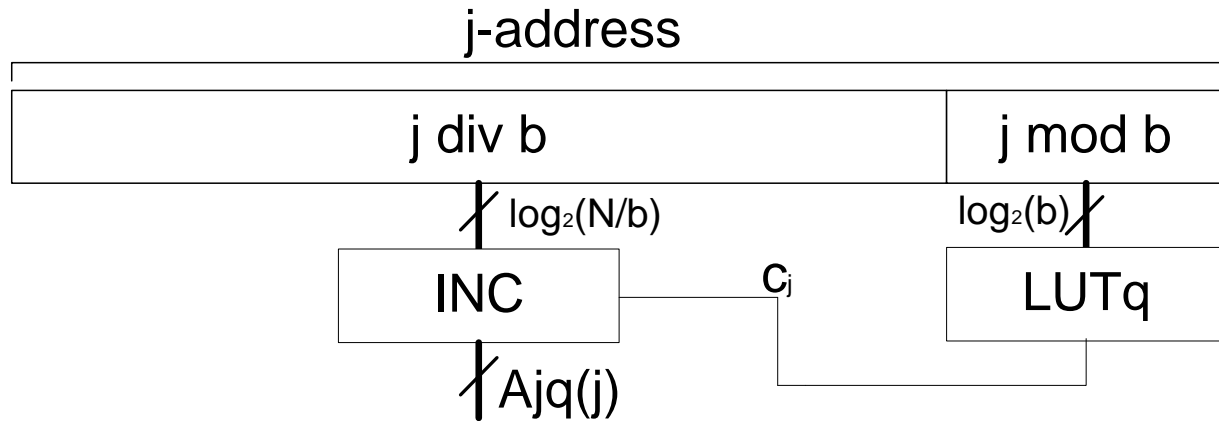 j-address
j div b
j mod b
log₂(N/b)
log₂(b)
INC
cⱼ
LUTq
Ajq(j)